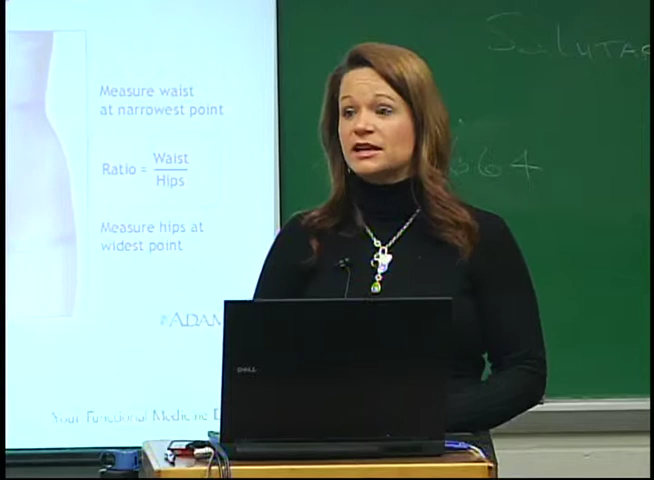 Measure waist
at narrowest point
Ratio = Waist
Hips
Measure hips at
widest point
ADAM
Your Functional Medicine
DELL
64